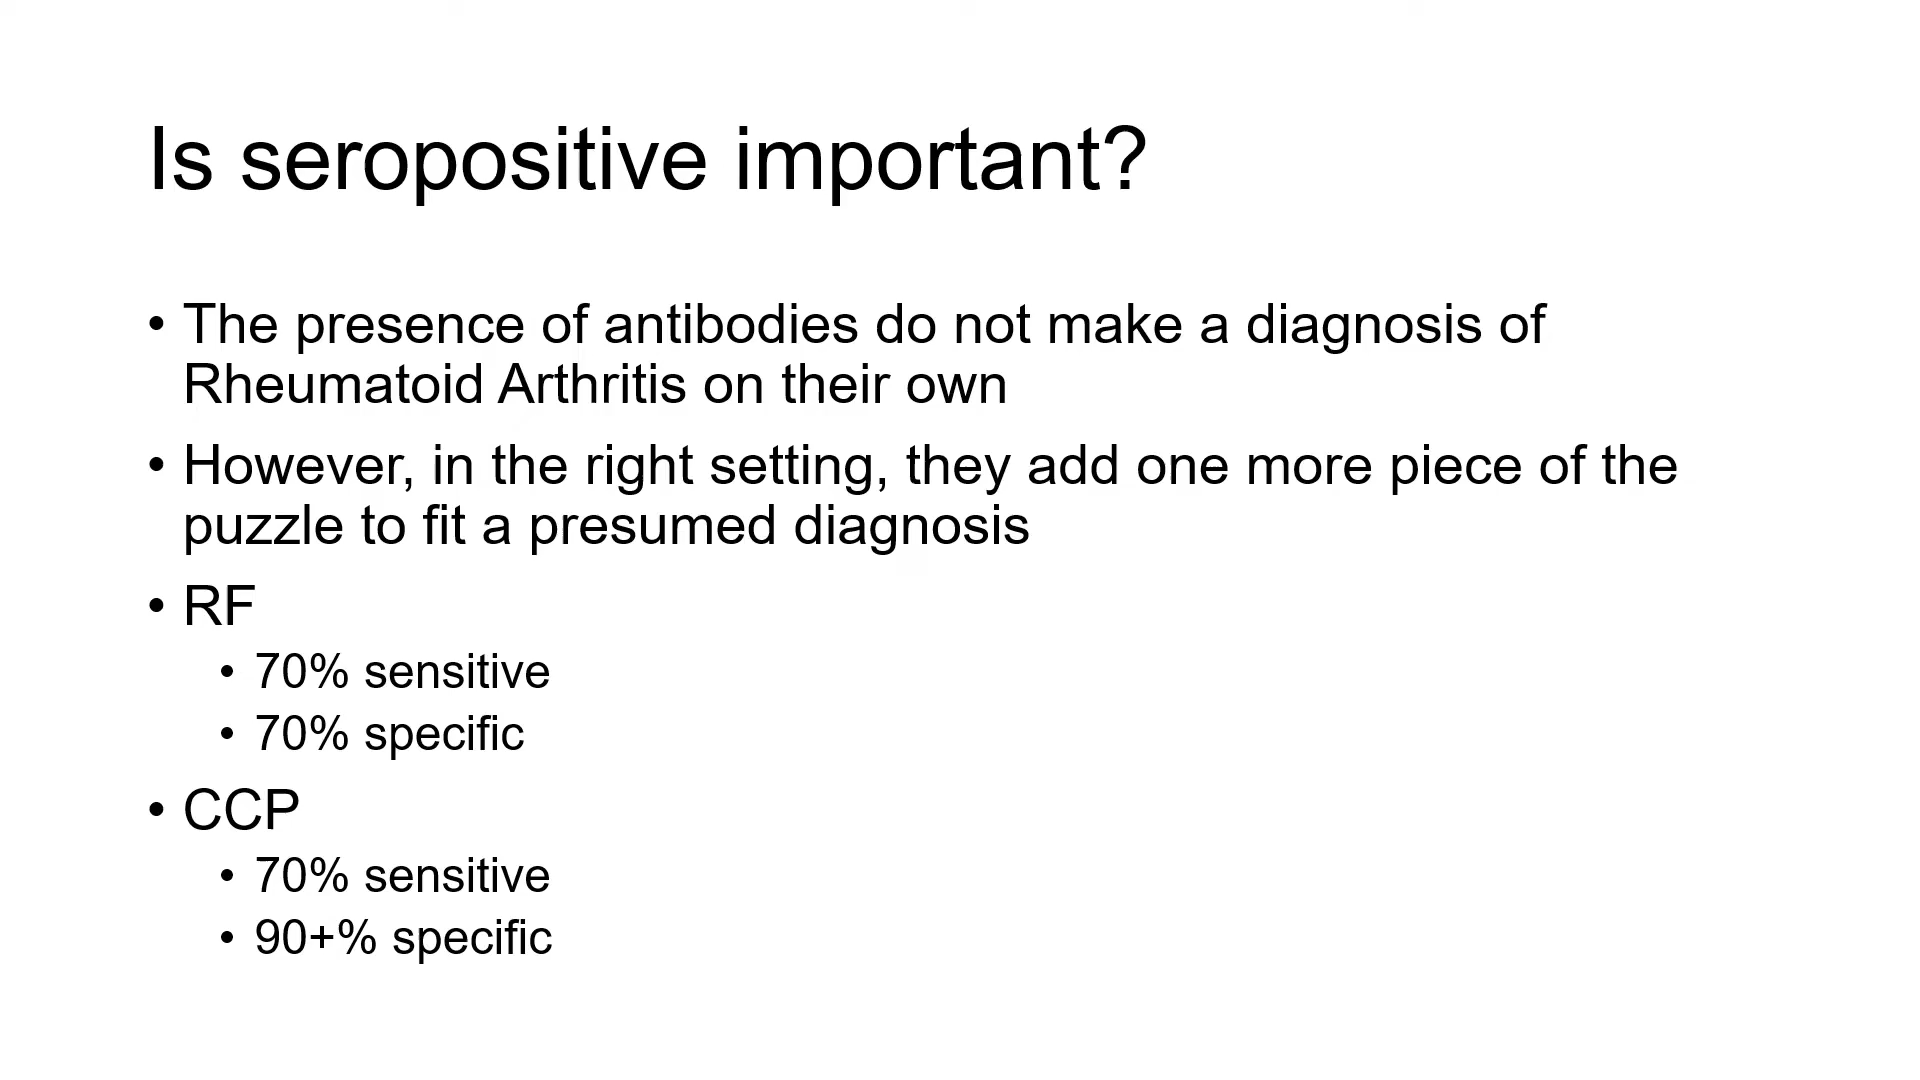 Is seropositive important?
• The presence of antibodies do not make a diagnosis of
Rheumatoid Arthritis on their own
• However, in the right setting, they add one more piece of the
puzzle to fit a presumed diagnosis
• RF
• 70% sensitive
• 70% specific
• CCP
• 70% sensitive
• 90+% specific